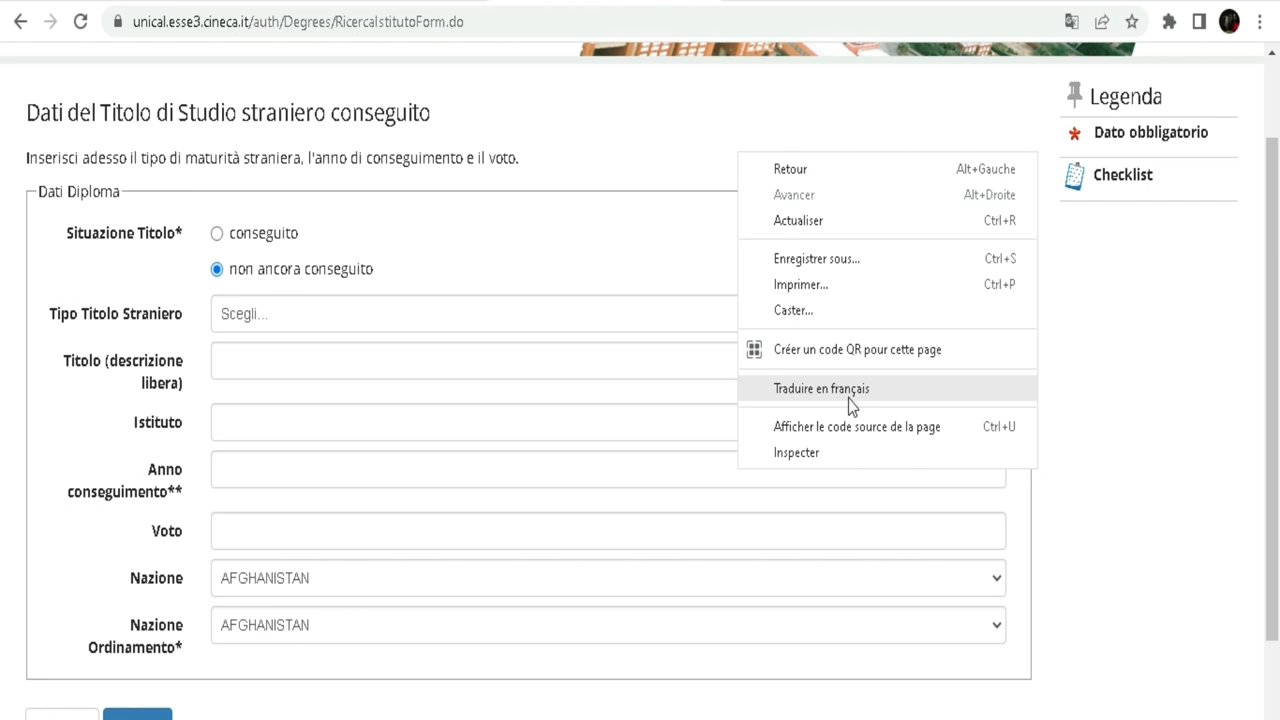 unical.esse3.cineca.it/auth/Degrees/RicercaIstitutoForm.do
Dati del Titolo di Studio straniero conseguito
Inserisci adesso il tipo di maturità straniera, l'anno di conseguimento e il voto.
Dati Diploma
Situazione Titolo*
conseguito
non ancora conseguito
Tipo Titolo Straniero
Scegli...
Titolo (descrizione
libera)
Istituto
Anno
conseguimento**
Voto
Nazione
AFGHANISTAN
Nazione
Ordinamento*
AFGHANISTAN
Retour Alt+Gauche
Avancer Alt+Droite
Actualiser Ctrl+R
Enregistrer sous... Ctrl+S
Imprimer... Ctrl+P
Caster...
Créer un code QR pour cette page
Traduire en français
Afficher le code source de la page Ctrl+U
Inspecter
Legenda
* Dato obbligatorio
Checklist